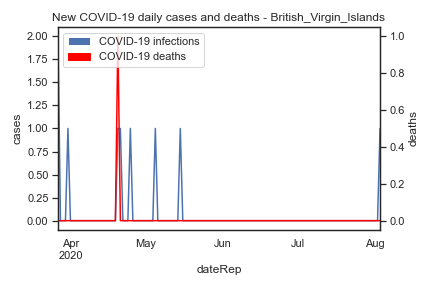 New COVID-19 daily cases and deaths - British_Virgin_Islands
COVID-19 infections
COVID-19 deaths
2.00
1.75
1.50
1.25
1.00
0.75
0.50
0.25
0.00
cases
1.0
0.8
0.6
0.4
0.2
0.0
deaths
Apr May Jun Jul Aug
2020
dateRep